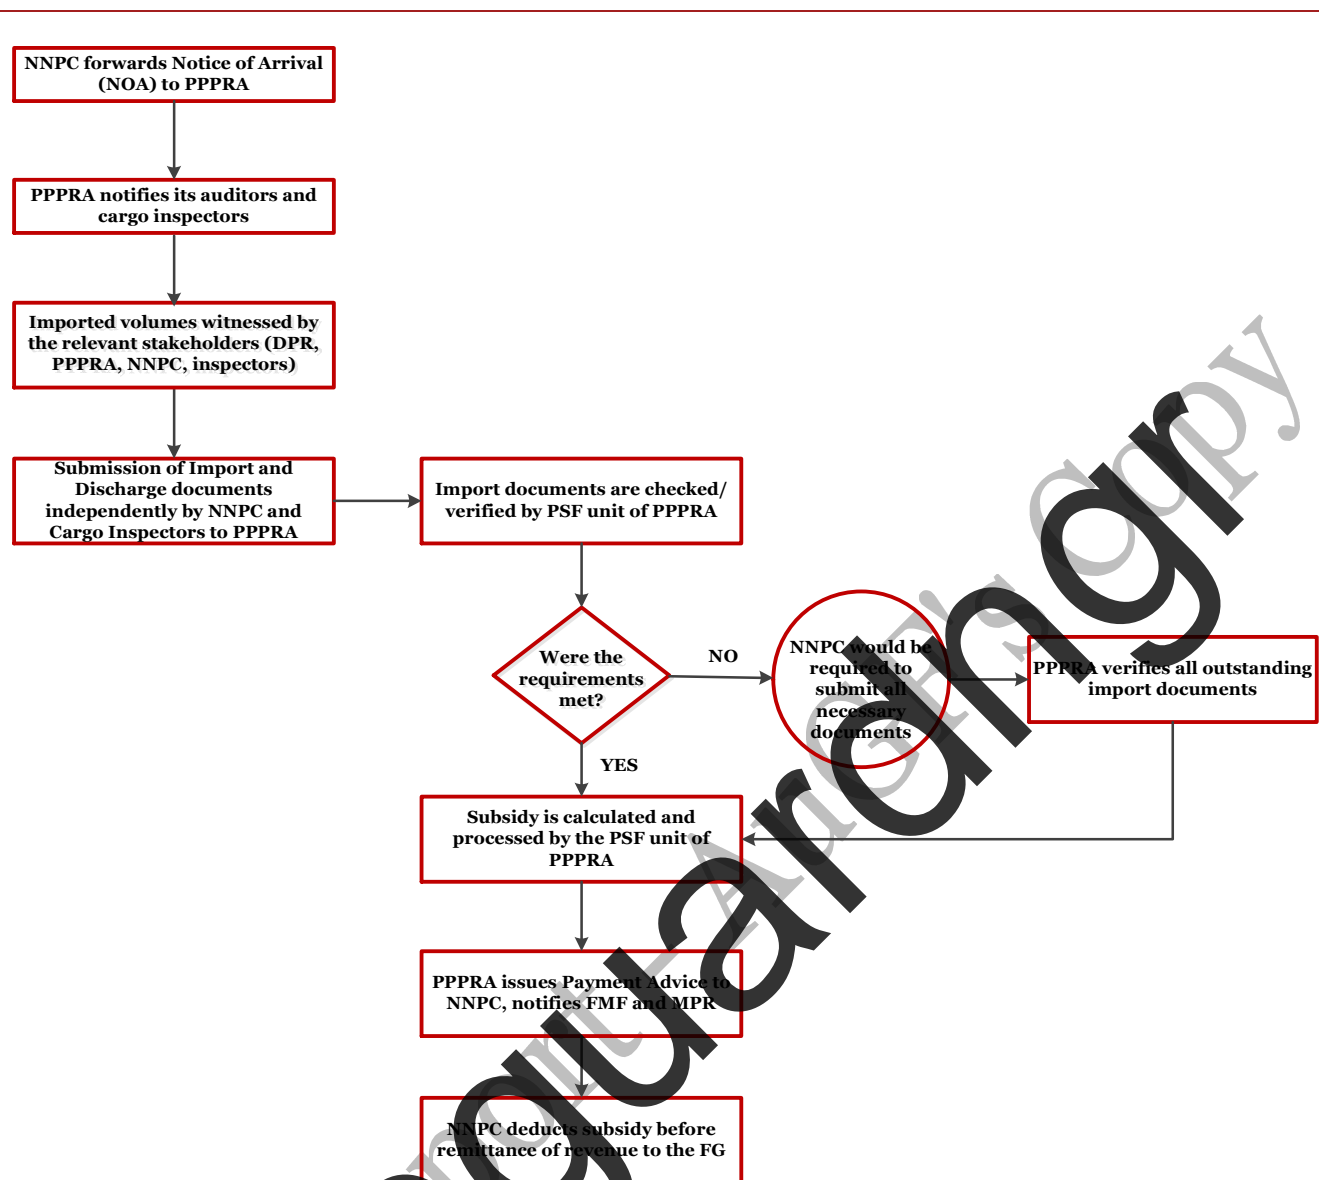 NNPC forwards Notice of Arrival
(NOA) to PPPRA
PPPRA notifies its auditors and
cargo inspectors
Imported volumes witnessed by
the relevant stakeholders (DPR,
PPPRA, NNPC, inspectors)
Submission of Import and
Discharge documents
independently by NNPC and
Cargo Inspectors to PPPRA
Import documents are checked/
verified by PSF unit of PPPRA
Were the
requirements
met?
NO
NNPC would be
required to
submit all
necessary
documents
PPPRA verifies all outstanding
import documents
YES
Subsidy is calculated and
processed by the PSF unit of
PPPRA
PPPRA issues Payment Advice to
NNPC, notifies FMF and MPR
NNPC deducts subsidy before
remittance of revenue to the FG
AuGF's Copy